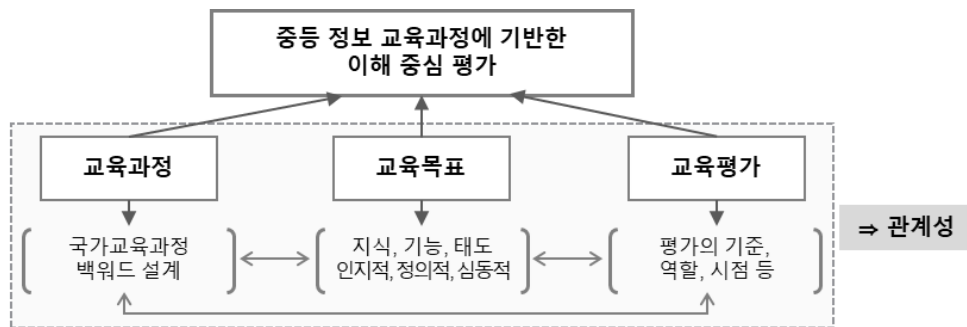 중등 정보 교육과정에 기반한
이해 중심 평가
교육과정
교육목표
교육평가
국가교육과정
백워드 설계
지식, 기능, 태도
인지적, 정의적, 심동적
평가의 기준,
역할, 시점 등
⇒ 관계성